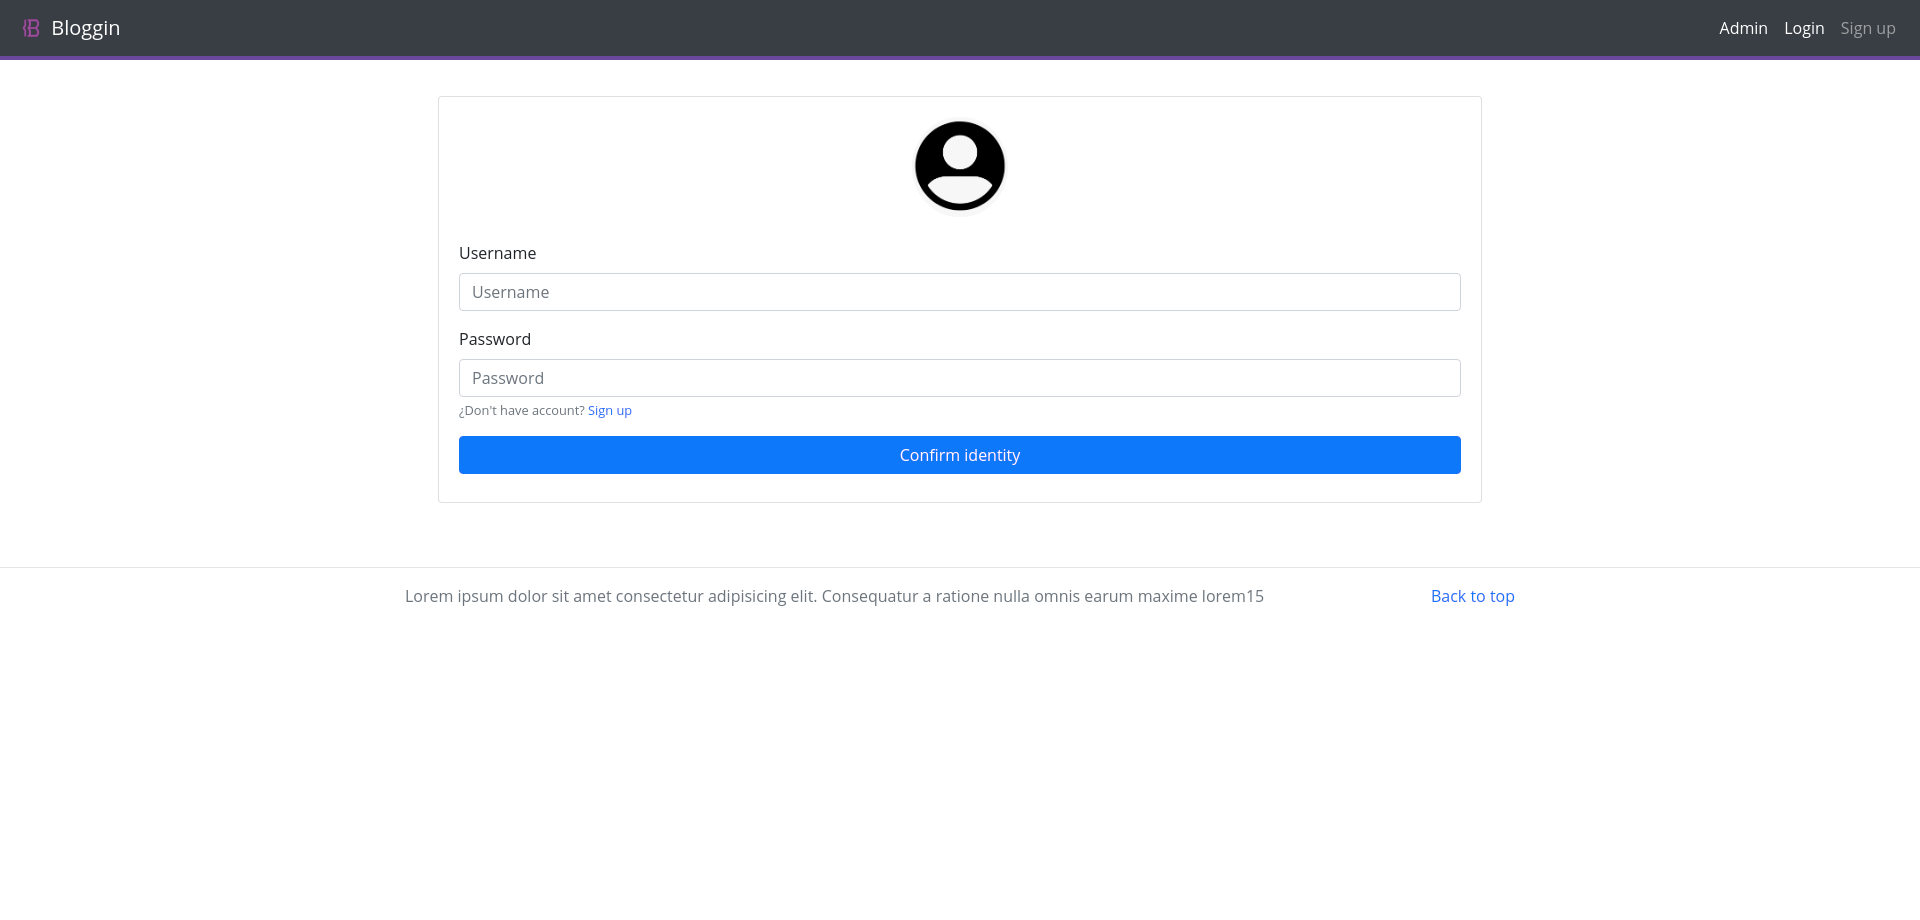 Bloggin
Admin Login Sign up
Username
Username
Password
Password
¿Don't have account? Sign up
Confirm identity
Lorem ipsum dolor sit amet consectetur adipisicing elit. Consequatur a ratione nulla omnis earum maxime lorem15
Back to top